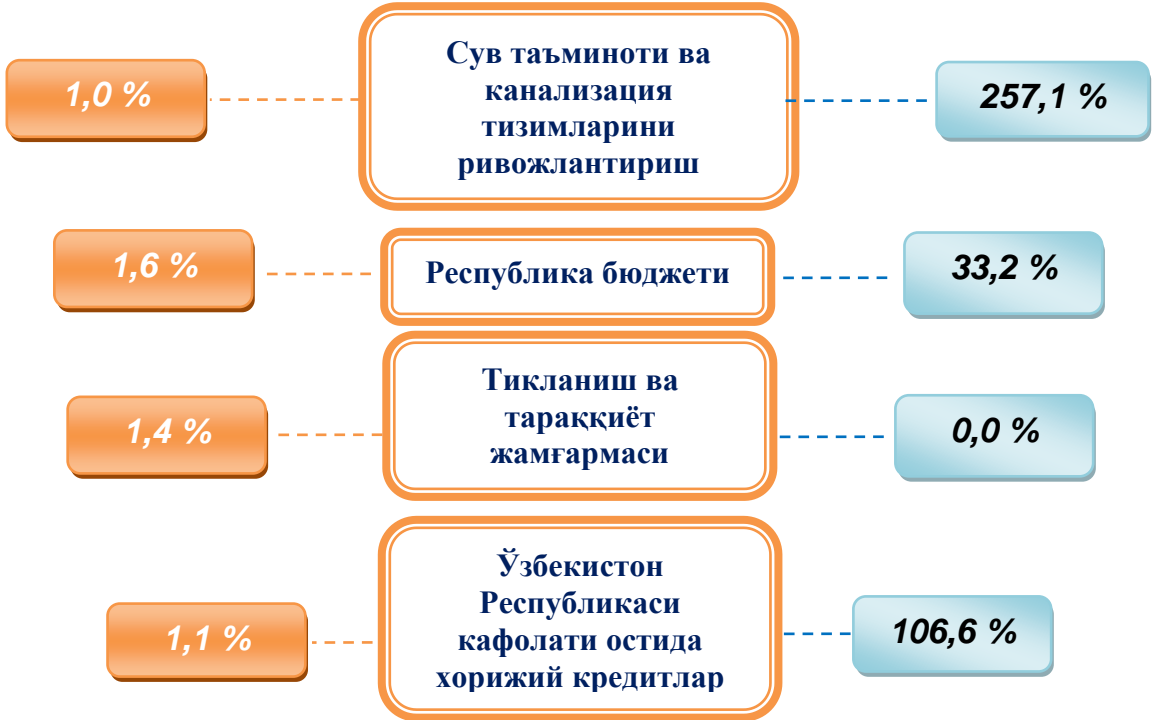 1,0 %
Сув таъминоти ва
канализация
тизимларини
ривожлантириш
257,1 %
1,6 %
Республика бюджети
33,2 %
1,4 %
Тикланиш ва
тараққиёт
жамғармаси
0,0 %
1,1 %
Ўзбекистон
Республикаси
кафолати остида
хорижий кредитлар
106,6 %